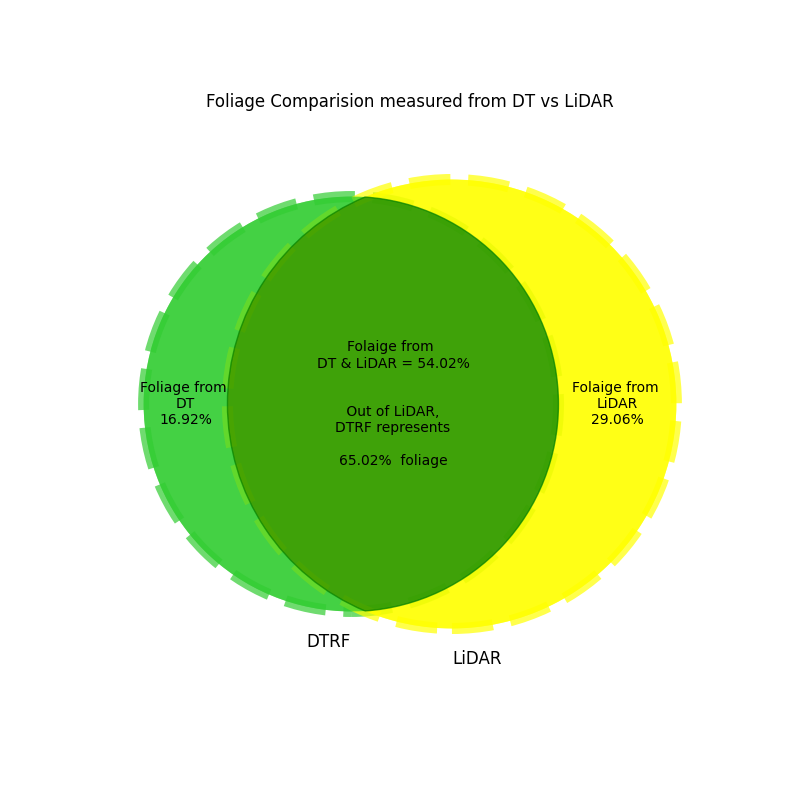 Foliage Comparision measured from DT vs LiDAR
Folaige from
DT & LiDAR = 54.02%
Foliage from
DT
16.92%
Out of LiDAR,
DTRF represents
65.02%  foliage
Folaige from
LiDAR
29.06%
DTRF
LiDAR